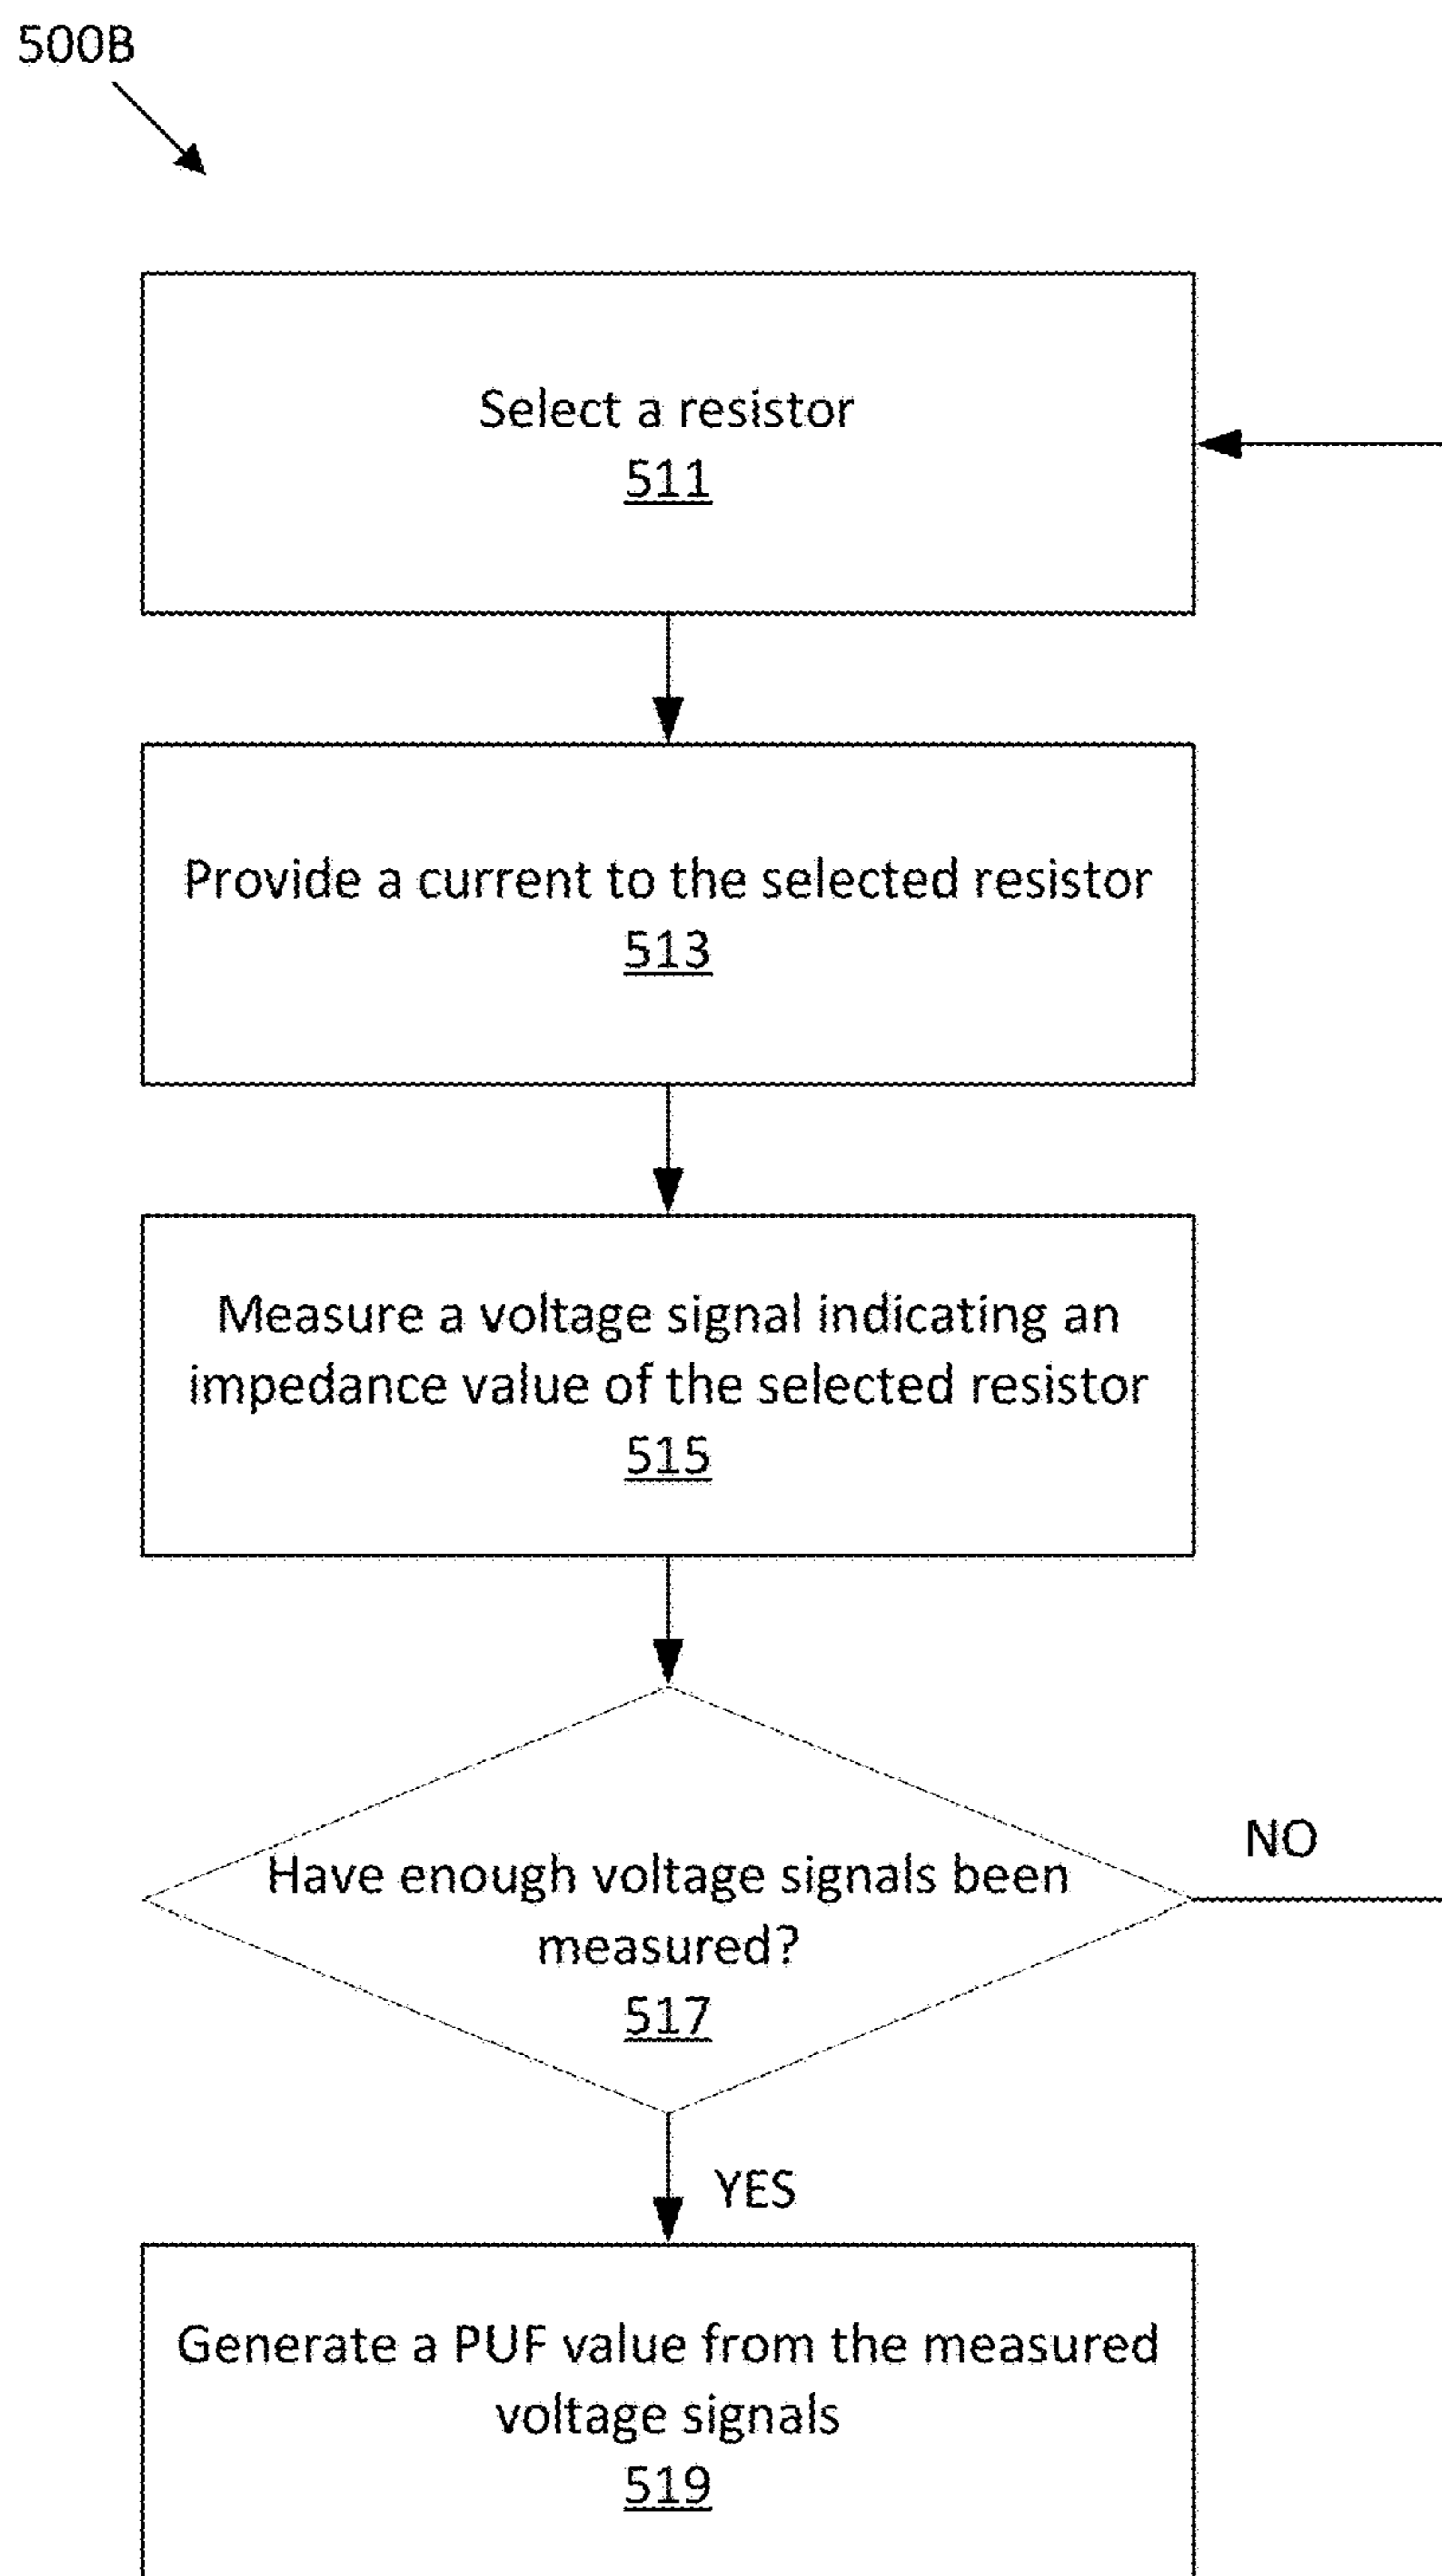 500B
Select a resistor
511
Provide a current to the selected resistor
513
Measure a voltage signal indicating an
impedance value of the selected resistor
515
Have enough voltage signals been
measured?
517
NO
YES
Generate a PUF value from the measured
voltage signals
519